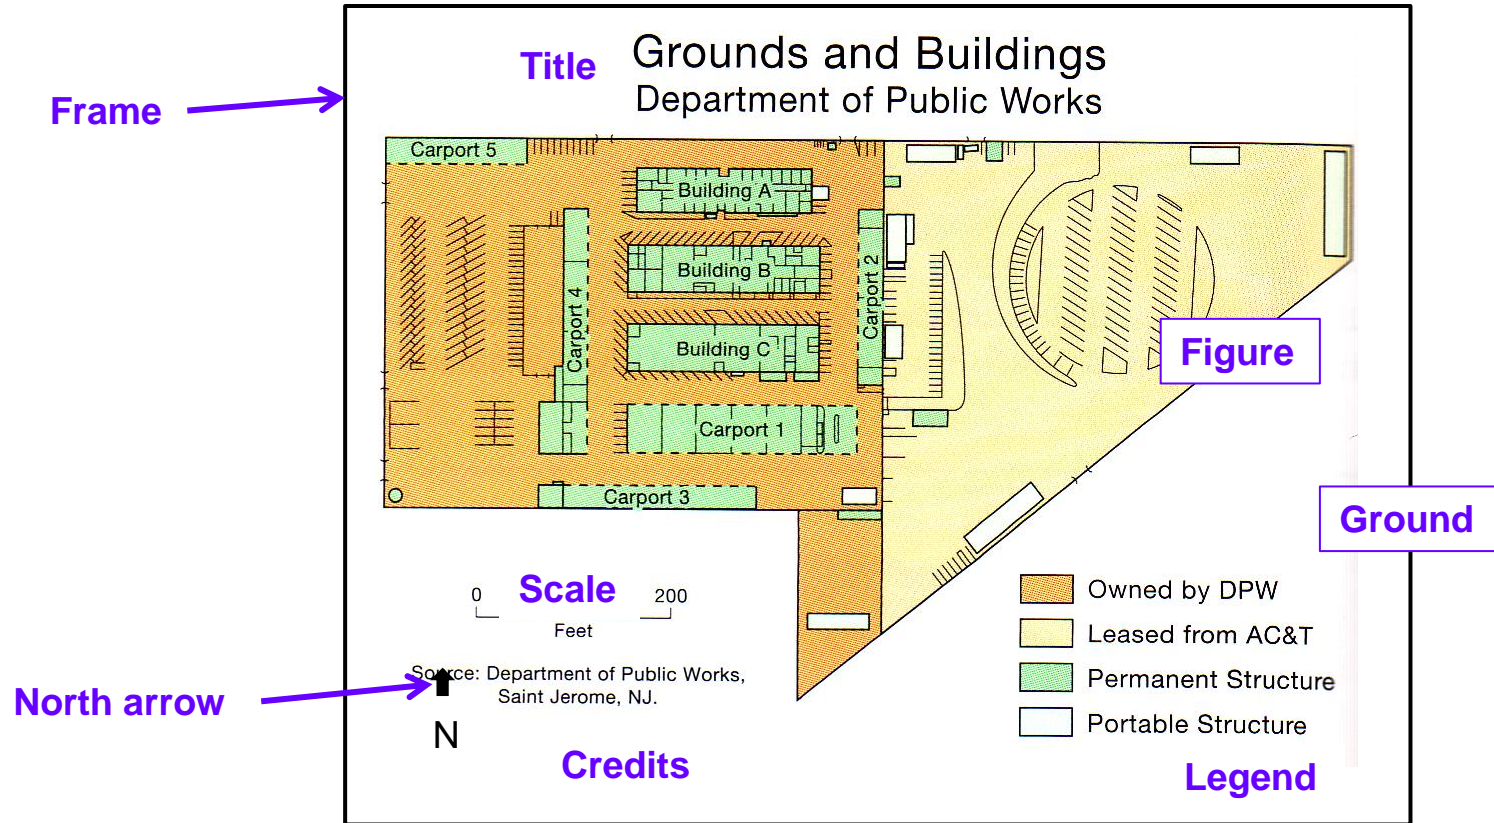 Title
Grounds and Buildings
Department of Public Works
Frame
Carport 5
Building A
Building B
Carport 2
Carport 4
Building C
Figure
Carport 1
Carport 3
Ground
Scale
0 200
Feet
Owned by DPW
Leased from AC&T
Permanent Structure
Portable Structure
Source: Department of Public Works,
Saint Jerome, NJ.
North arrow
N
Credits
Legend